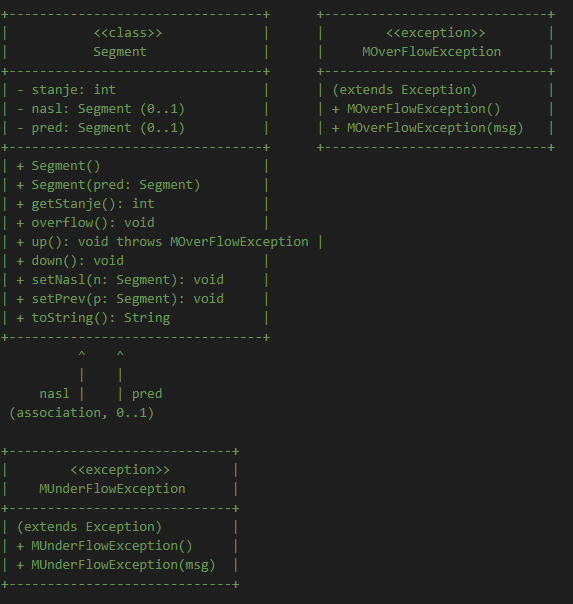 +---------------------------------+      +-----------------------------+
|           <<class>>             |      |        <<exception>>        |
|           Segment               |      |     MOverFlowException      |
+---------------------------------+      +-----------------------------+
| - stanje: int                   |      | (extends Exception)         |
| - nasl: Segment (0..1)          |      | + MOverFlowException()      |
| - pred: Segment (0..1)          |      | + MOverFlowException(msg)   |
+---------------------------------+      +-----------------------------+
| + Segment()                     |
| + Segment(pred: Segment)        |
| + getStanje(): int              |
| + overflow(): void              |
| + up(): void throws MOverFlowException |
| + down(): void                  |
| + setNasl(n: Segment): void     |
| + setPrev(p: Segment): void     |
| + toString(): String            |
+---------------------------------+
          ^    ^
          |    |
     nasl |    | pred
 (association, 0..1)
+-----------------------------+
|        <<exception>>        |
|    MUnderFlowException      |
+-----------------------------+
| (extends Exception)         |
| + MUnderFlowException()     |
| + MUnderFlowException(msg)  |
+-----------------------------+